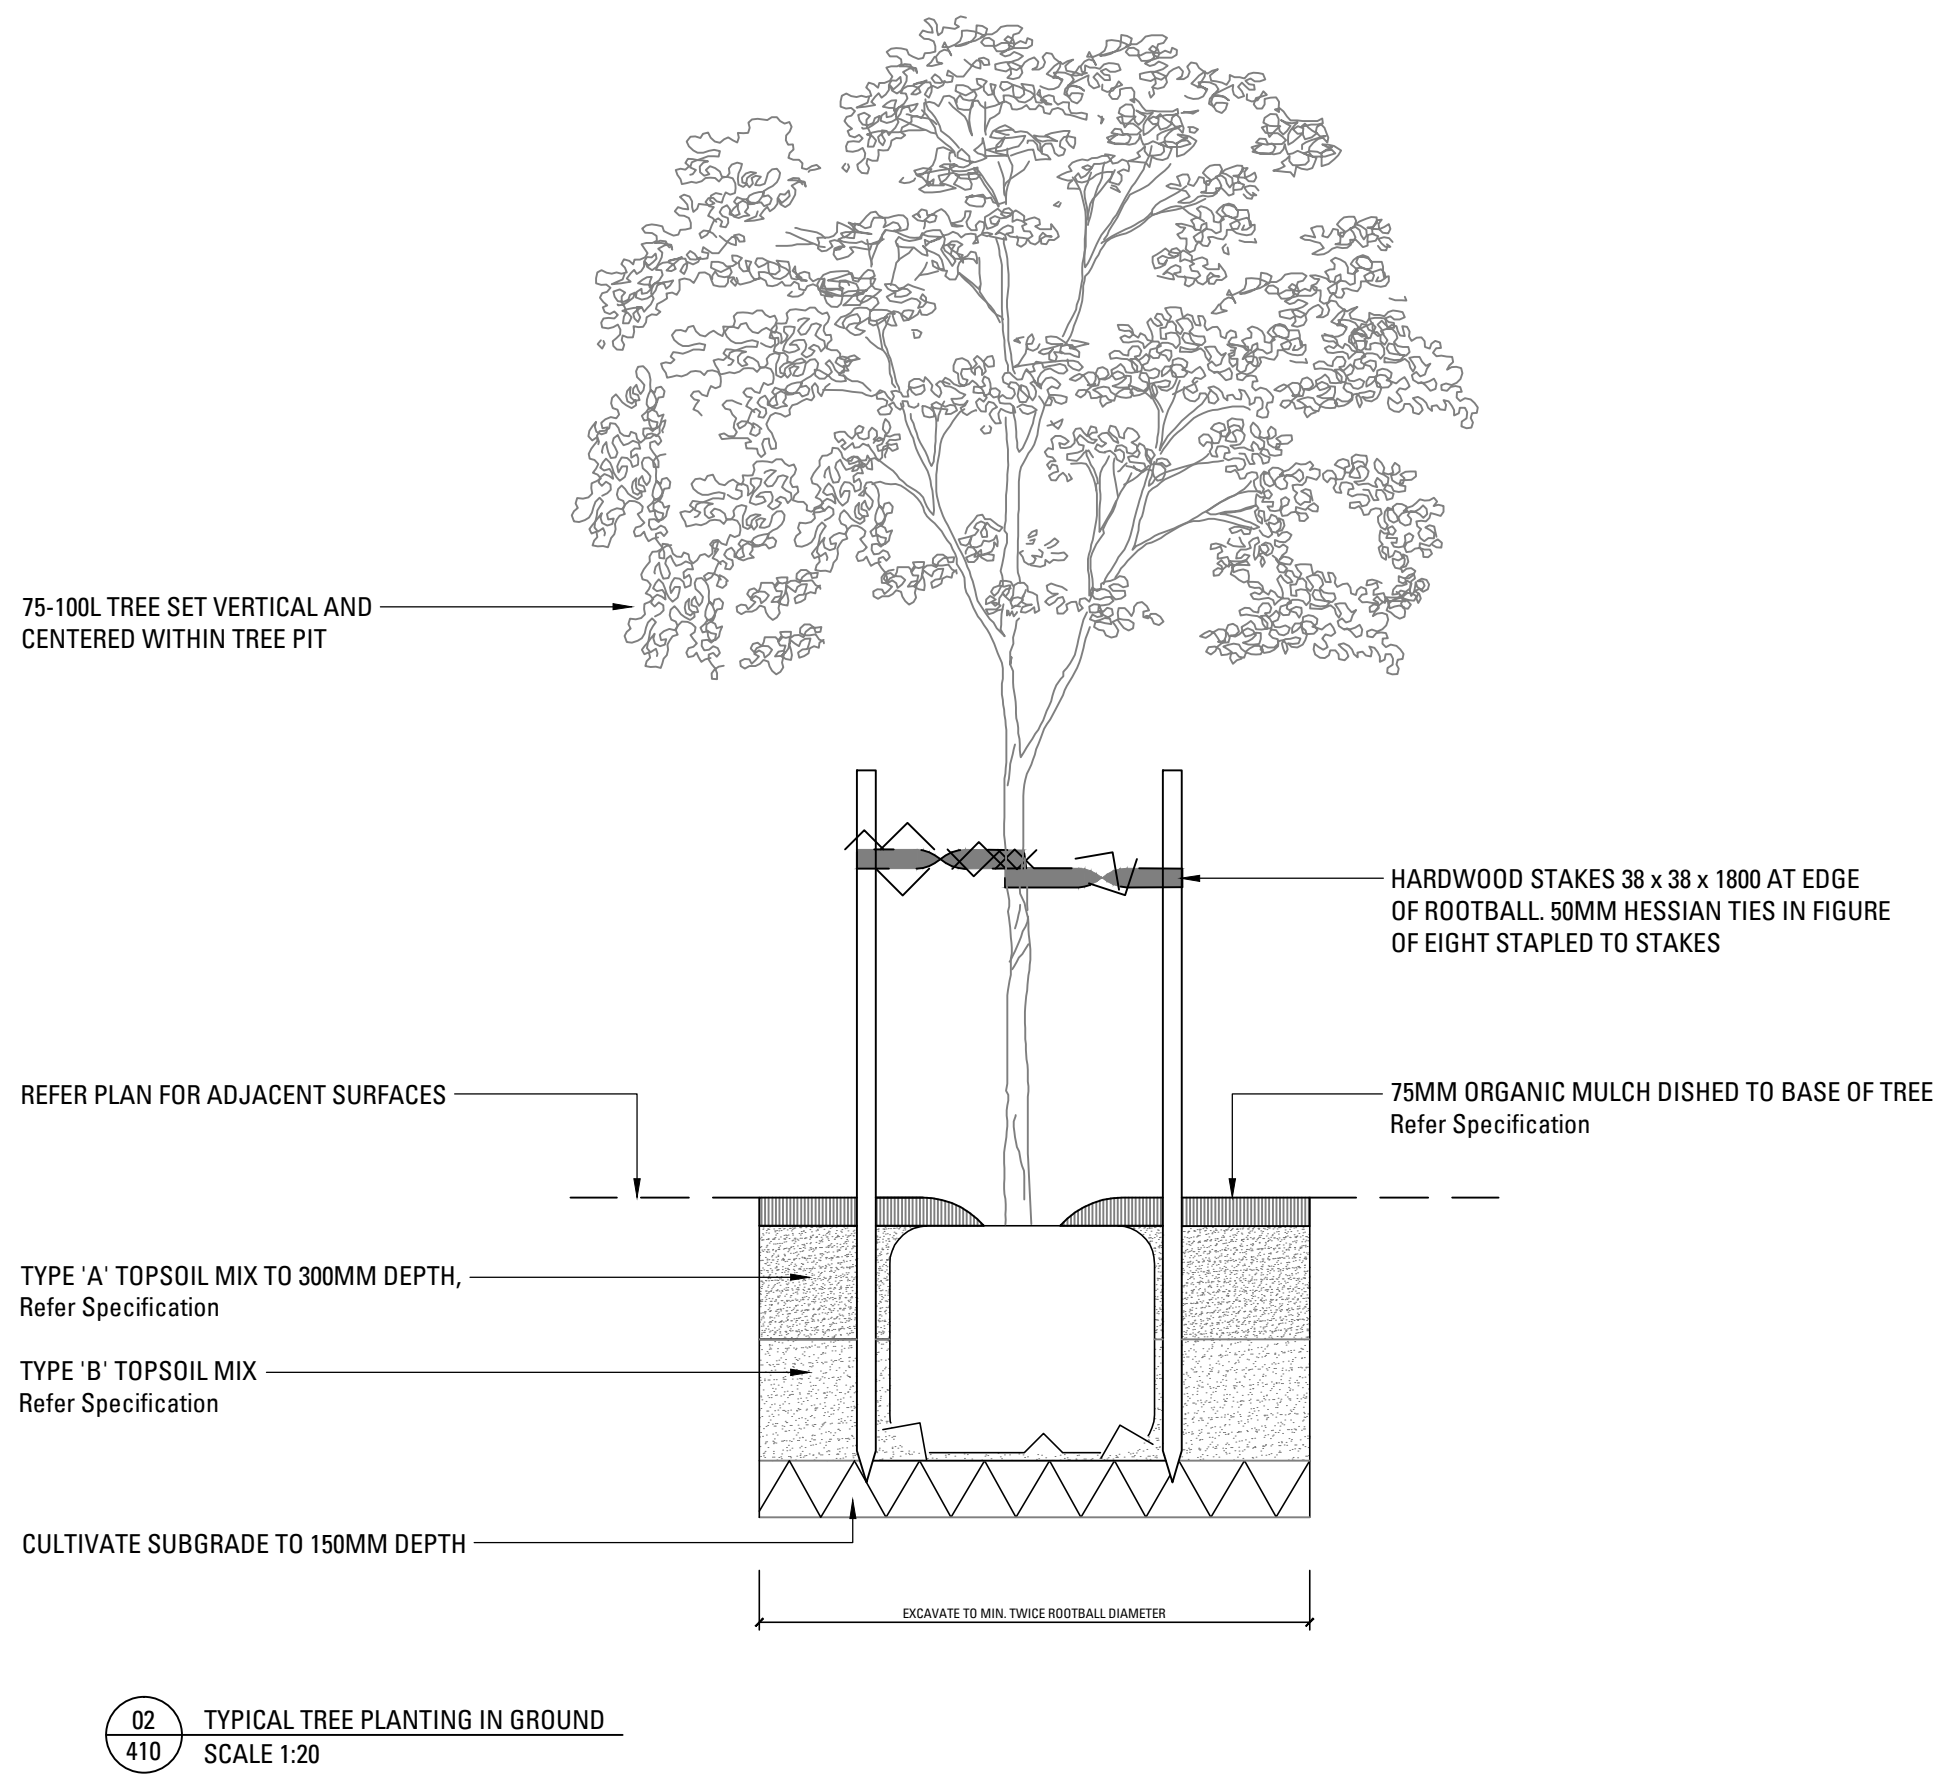 75-100L TREE SET VERTICAL AND
CENTERED WITHIN TREE PIT
HARDWOOD STAKES 38 x 38 x 1800 AT EDGE
OF ROOTBALL. 50MM HESSIAN TIES IN FIGURE
OF EIGHT STAPLED TO STAKES
REFER PLAN FOR ADJACENT SURFACES
75MM ORGANIC MULCH DISHED TO BASE OF TREE
Refer Specification
TYPE 'A' TOPSOIL MIX TO 300MM DEPTH,
Refer Specification
TYPE 'B' TOPSOIL MIX
Refer Specification
CULTIVATE SUBGRADE TO 150MM DEPTH
EXCAVATE TO MIN. TWICE ROOTBALL DIAMETER
02
410
TYPICAL TREE PLANTING IN GROUND
SCALE 1:20